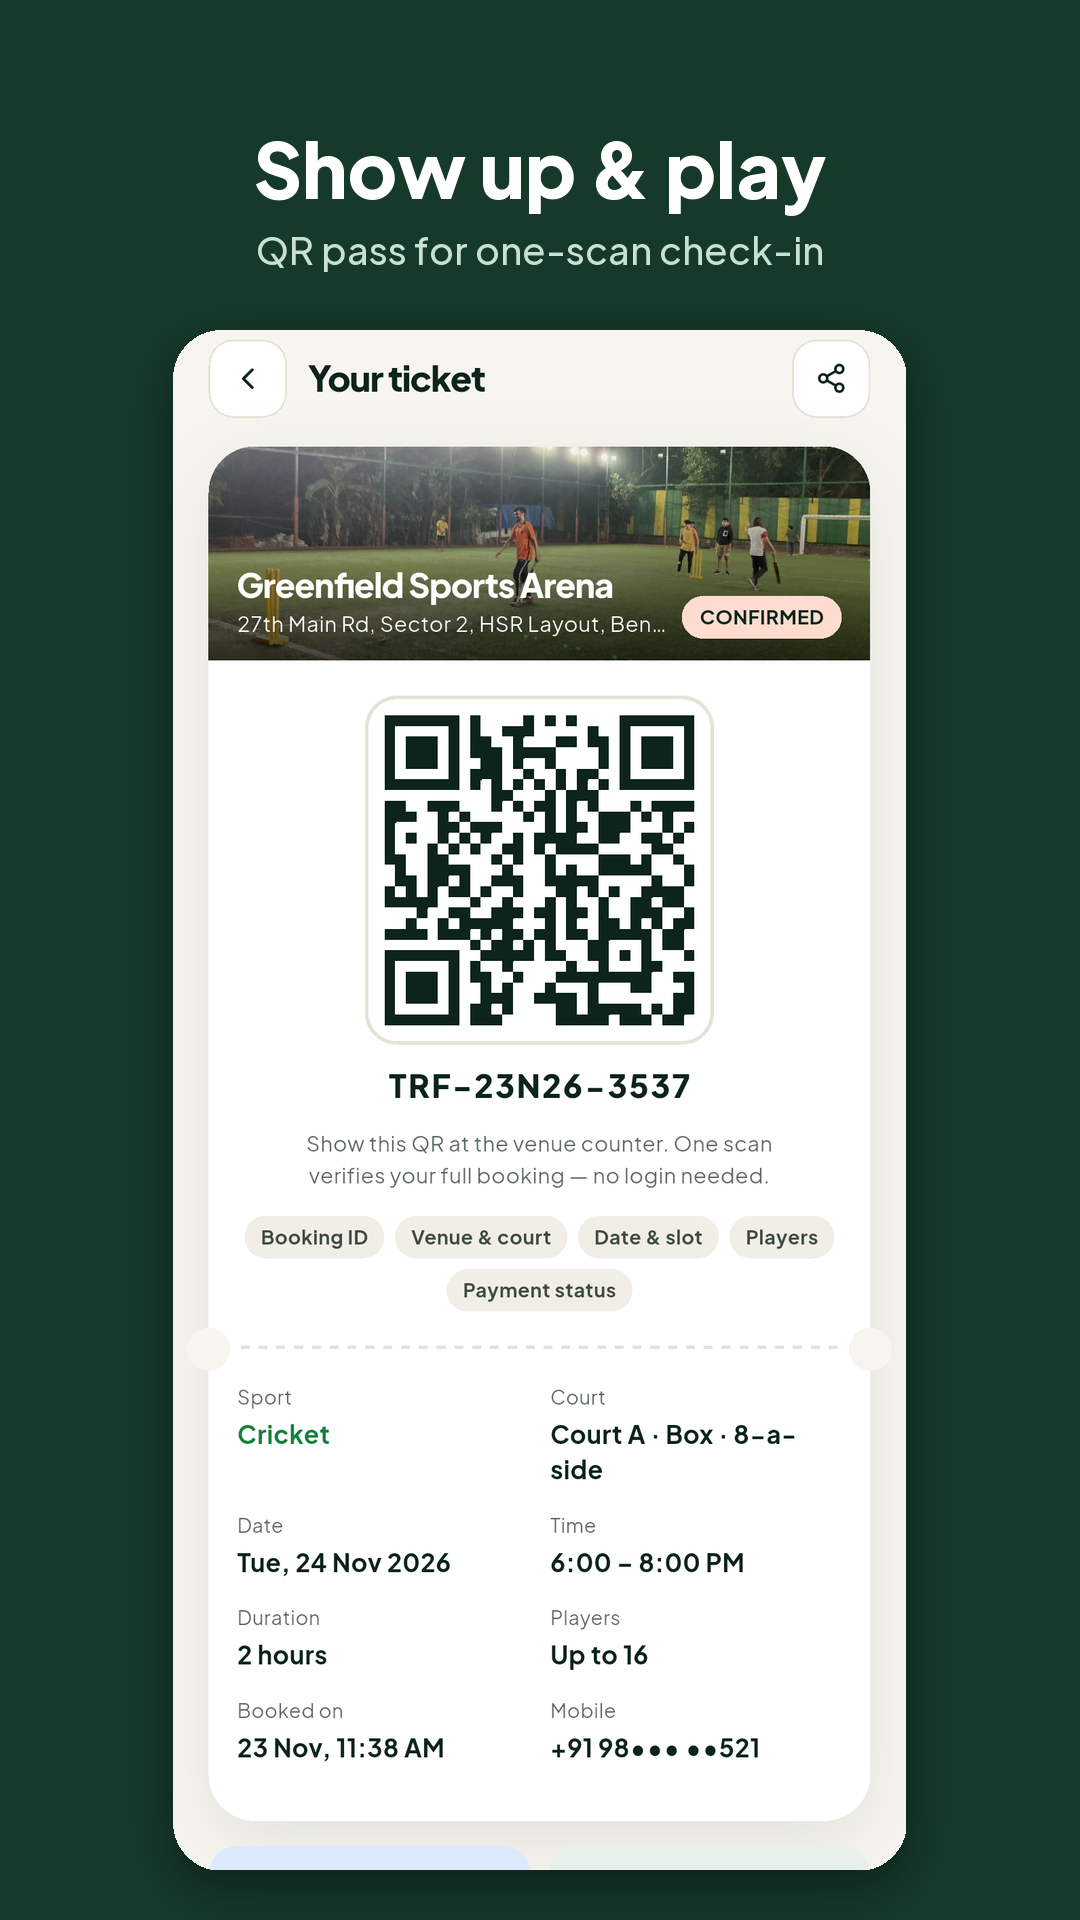 Show up & play
QR pass for one-scan check-in
Your ticket
Greenfield Sports Arena
27th Main Rd, Sector 2, HSR Layout, Ben...
CONFIRMED
TRF-23N26-3537
Show this QR at the venue counter. One scan
verifies your full booking — no login needed.
Booking ID
Venue & court
Date & slot
Players
Payment status
Sport
Cricket
Court
Court A · Box · 8-a-
side
Date
Tue, 24 Nov 2026
Time
6:00 – 8:00 PM
Duration
2 hours
Players
Up to 16
Booked on
23 Nov, 11:38 AM
Mobile
+91 98●●● ●●521